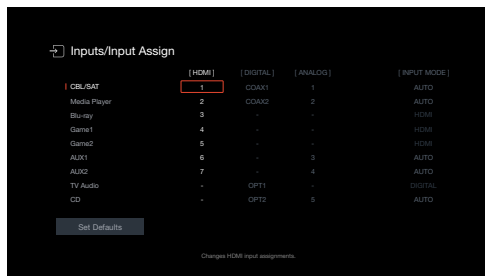 Inputs/Input Assign
[ HDMI ] [ DIGITAL ] [ ANALOG ] [ INPUT MODE ]
CBL/SAT 1 COAX1 1 AUTO
Media Player 2 COAX2 2 AUTO
Blu-ray 3 - - HDMI
Game1 4 - - HDMI
Game2 5 - - HDMI
AUX1 6 - 3 AUTO
AUX2 7 - 4 AUTO
TV Audio - OPT1 - DIGITAL
CD - OPT2 5 AUTO
Set Defaults
Changes HDMI input assignments.